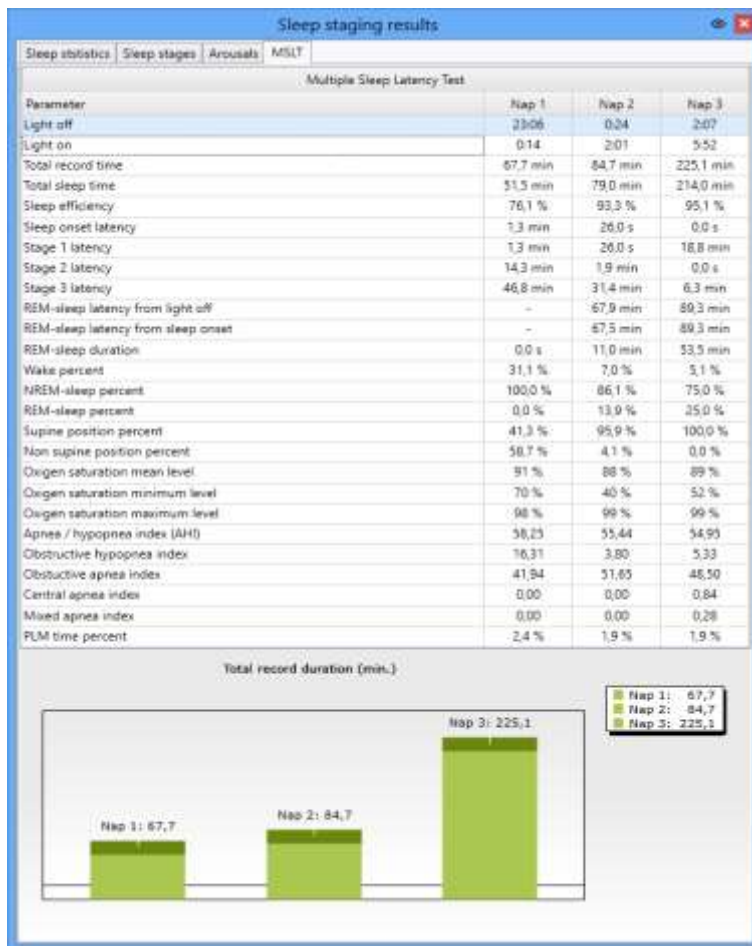 Sleep staging results
Sleep ststistics Sleep stages Arousals MSLT
Multiple Sleep Latency Test
Parameter Nap 1 Nap 2 Nap 3
Light off 23:06 0:24 2:07
Light on 0:14 2:01 5:52
Total record time 67,7 min 84,7 min 225,1 min
Total sleep time 51,5 min 79,0 min 214,0 min
Sleep efficiency 76,1 % 93,3 % 95,1 %
Sleep onset latency 1,3 min 26,0 s 0,0 s
Stage 1 latency 1,3 min 26,0 s 18,8 min
Stage 2 latency 14,3 min 1,9 min 0,0 s
Stage 3 latency 46,8 min 31,4 min 6,3 min
REM-sleep latency from light off - 67,9 min 89,3 min
REM-sleep latency from sleep onset - 67,5 min 89,3 min
REM-sleep duration 0,0 s 11,0 min 53,5 min
Wake percent 31,1 % 7,0 % 5,1 %
NREM-sleep percent 100,0 % 86,1 % 75,0 %
REM-sleep percent 0,0 % 13,9 % 25,0 %
Supine position percent 41,3 % 95,9 % 100,0 %
Non supine position percent 58,7 % 4,1 % 0,0 %
Oxigen saturation mean level 91 % 88 % 89 %
Oxigen saturation minimum level 70 % 40 % 52 %
Oxigen saturation maximum level 98 % 99 % 99 %
Apnea / hypopnea index (AHI) 58,25 55,44 54,95
Obstructive hypopnea index 16,31 3,80 5,33
Obstuctive apnea index 41,94 51,65 48,50
Central apnea index 0,00 0,00 0,84
Mixed apnea index 0,00 0,00 0,28
PLM time percent 2,4 % 1,9 % 1,9 %
Total record duration (min.)
Nap 1: 67,7
Nap 2: 84,7
Nap 3: 225,1
Nap 3: 225,1
Nap 2: 84,7
Nap 1: 67,7